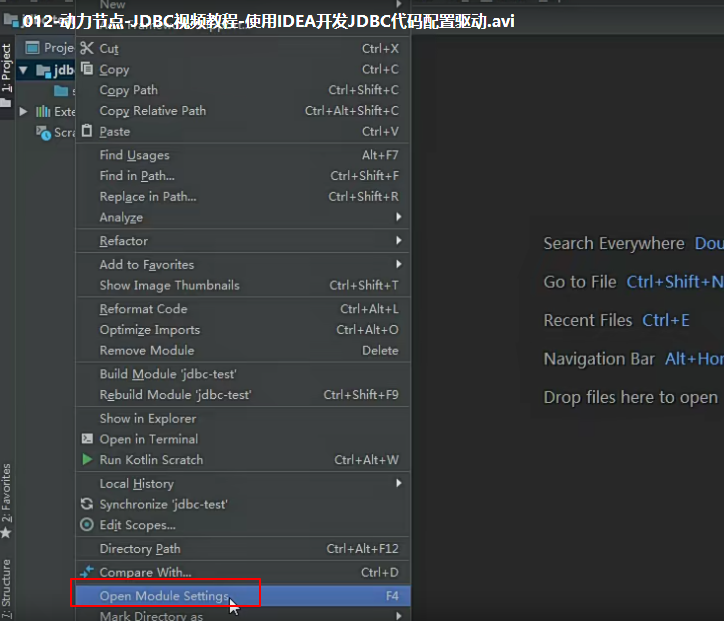 New
012-动力节点-JDBC视频教程-使用IDEA开发JDBC代码配置驱动.avi
1: Project
Proje
jdb
s
Exte
Scra
Cut Ctrl+X
Copy Ctrl+C
Copy Path Ctrl+Shift+C
Copy Relative Path Ctrl+Alt+Shift+C
Paste Ctrl+V
Find Usages Alt+F7
Find in Path... Ctrl+Shift+F
Replace in Path... Ctrl+Shift+R
Analyze
Refactor
Add to Favorites
Show Image Thumbnails Ctrl+Shift+T
Reformat Code Ctrl+Alt+L
Optimize Imports Ctrl+Alt+O
Remove Module Delete
Build Module 'jdbc-test'
Rebuild Module 'jdbc-test' Ctrl+Shift+F9
Show in Explorer
Open in Terminal
Run Kotlin Scratch Ctrl+Alt+W
Local History
Synchronize 'jdbc-test'
Edit Scopes...
Directory Path Ctrl+Alt+F12
Compare With... Ctrl+D
Open Module Settings F4
Mark Directory as
2: Favorites
7: Structure
Search Everywhere Dou
Go to File Ctrl+Shift+N
Recent Files Ctrl+E
Navigation Bar Alt+Hor
Drop files here to open